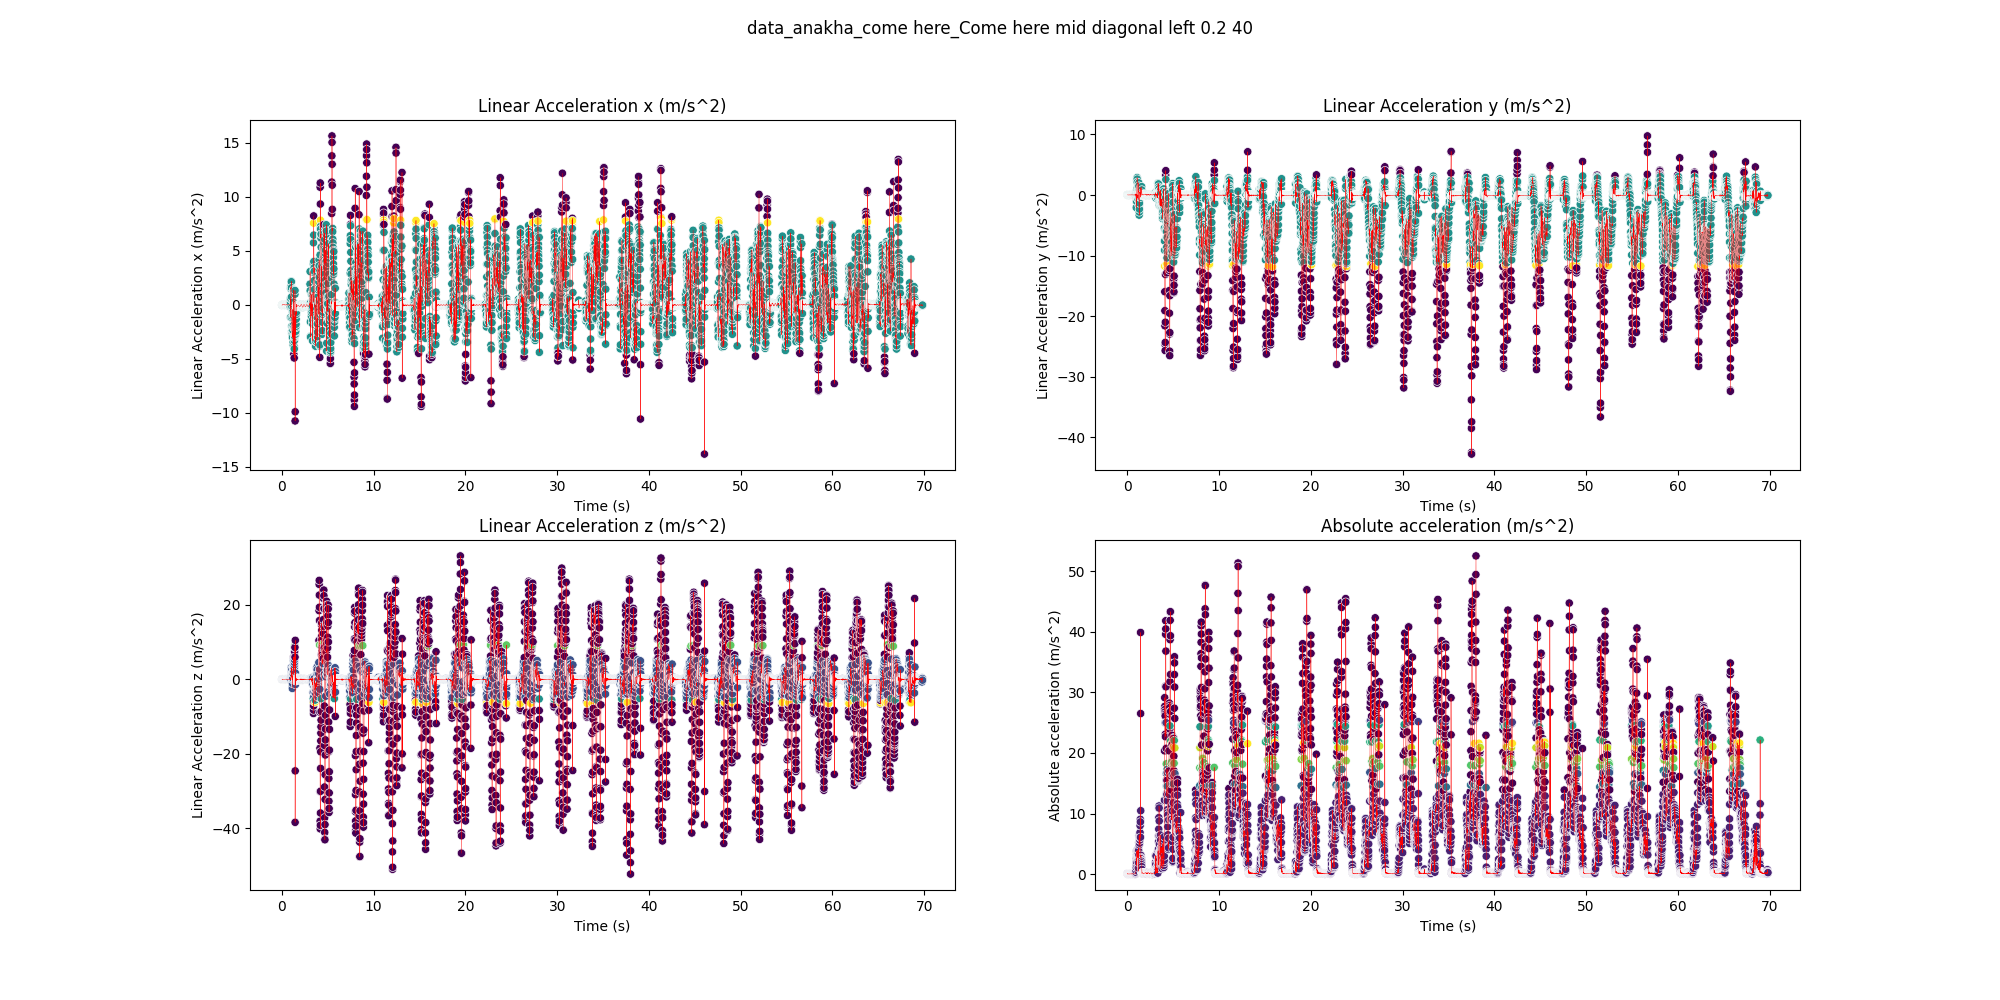 data_anakha_come here_Come here mid diagonal left 0.2 40
Linear Acceleration x (m/s^2)
Linear Acceleration x (m/s^2)
15
10
5
0
−5
−10
−15
0 10 20 30 40 50 60 70
Time (s)
Linear Acceleration y (m/s^2)
Linear Acceleration y (m/s^2)
10
0
−10
−20
−30
−40
0 10 20 30 40 50 60 70
Time (s)
Linear Acceleration z (m/s^2)
Linear Acceleration z (m/s^2)
20
0
−20
−40
0 10 20 30 40 50 60 70
Time (s)
Absolute acceleration (m/s^2)
Absolute acceleration (m/s^2)
50
40
30
20
10
0
0 10 20 30 40 50 60 70
Time (s)